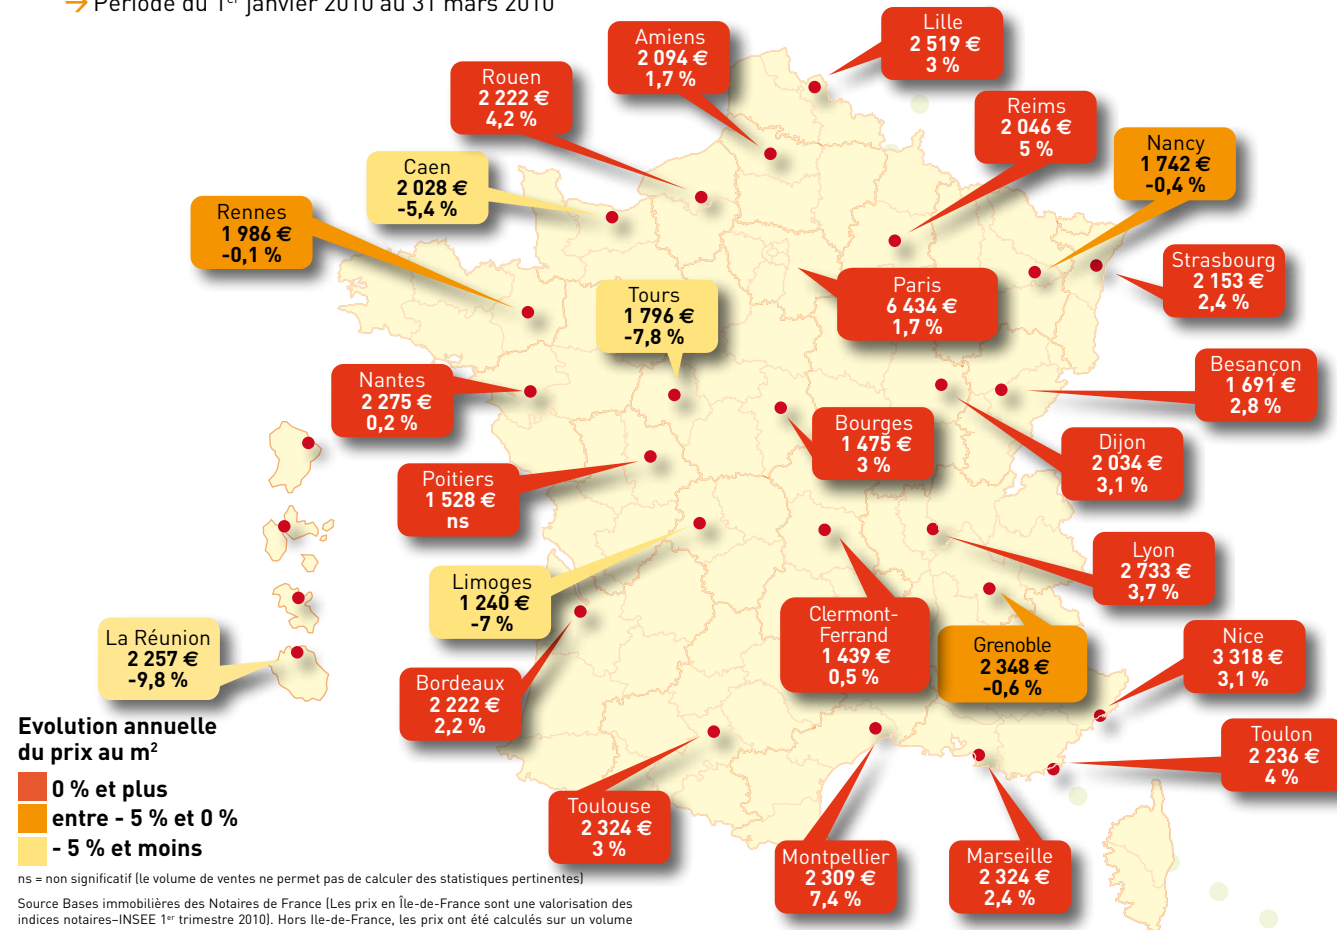 → Période du 1er janvier 2010 au 31 mars 2010
Lille
2 519 €
3 %
Amiens
2 094 €
1,7 %
Rouen
2 222 €
4,2 %
Reims
2 046 €
5 %
Nancy
1 742 €
-0,4 %
Caen
2 028 €
-5,4 %
Rennes
1 986 €
-0,1 %
Strasbourg
2 153 €
2,4 %
Paris
6 434 €
1,7 %
Tours
1 796 €
-7,8 %
Besançon
1 691 €
2,8 %
Nantes
2 275 €
0,2 %
Bourges
1 475 €
3 %
Dijon
2 034 €
3,1 %
Poitiers
1 528 €
ns
Lyon
2 733 €
3,7 %
Limoges
1 240 €
-7 %
Clermont-
Ferrand
1 439 €
0,5 %
Grenoble
2 348 €
-0,6 %
Nice
3 318 €
3,1 %
La Réunion
2 257 €
-9,8 %
Bordeaux
2 222 €
2,2 %
Toulon
2 236 €
4 %
Toulouse
2 324 €
3 %
Montpellier
2 309 €
7,4 %
Marseille
2 324 €
2,4 %
Evolution annuelle
du prix au m²
0 % et plus
entre - 5 % et 0 %
- 5 % et moins
ns = non significatif (le volume de ventes ne permet pas de calculer des statistiques pertinentes)
Source Bases immobilières des Notaires de France (Les prix en Île-de-France sont une valorisation des
indices notaires–INSEE 1er trimestre 2010). Hors Ile-de-France, les prix ont été calculés sur un volume